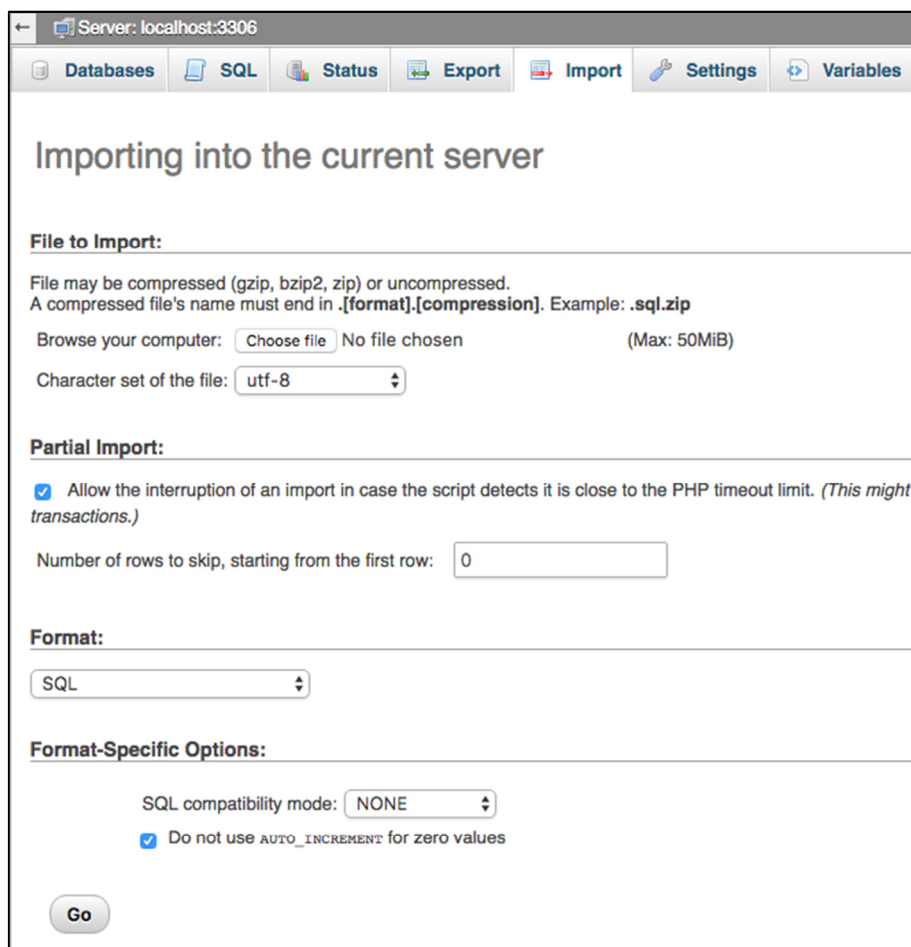 Server: localhost:3306
Databases SQL Status Export Import Settings Variables
Importing into the current server
File to Import:
File may be compressed (gzip, bzip2, zip) or uncompressed.
A compressed file's name must end in .[format].[compression]. Example: .sql.zip
Browse your computer: Choose file No file chosen (Max: 50MiB)
Character set of the file: utf-8
Partial Import:
Allow the interruption of an import in case the script detects it is close to the PHP timeout limit. (This might
transactions.)
Number of rows to skip, starting from the first row: 0
Format:
SQL
Format-Specific Options:
SQL compatibility mode: NONE
Do not use AUTO_INCREMENT for zero values
Go